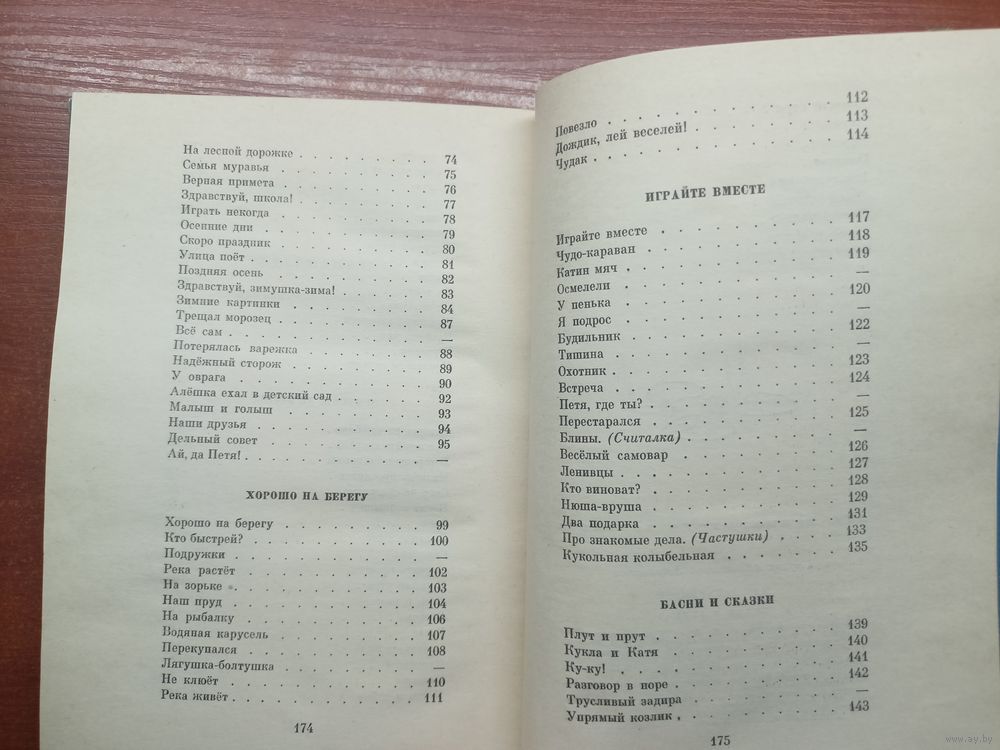 На лесной дорожке . . . . . . . . . 74
Семья муравья . . . . . . . . . 75
Верная примета . . . . . . . . . 76
Здравствуй, школа! . . . . . . . . . 77
Играть некогда . . . . . . . . . 78
Осенние дни . . . . . . . . . 79
Скоро праздник . . . . . . . . . 80
Улица поёт . . . . . . . . . 81
Поздняя осень . . . . . . . . . 82
Здравствуй, зимушка-зима! . . . . . . 83
Зимние картинки . . . . . . . . . 84
Трещал морозец . . . . . . . . . 87
Всё сам . . . . . . . . . —
Потерялась варежка . . . . . . . . . 88
Надёжный сторож . . . . . . . . . 89
У оврага . . . . . . . . . 90
Алёшка ехал в детский сад . . . . . . 92
Малыш и голыш . . . . . . . . . 93
Наши друзья . . . . . . . . . 94
Дельный совет . . . . . . . . . 95
Ай, да Петя! . . . . . . . . . —
ХОРОШО НА БЕРЕГУ
Хорошо на берегу . . . . . . . . . 99
Кто быстрей? . . . . . . . . . 100
Подружки . . . . . . . . . —
Река растёт . . . . . . . . . 102
На зорьке . . . . . . . . . 103
Наш пруд . . . . . . . . . 104
На рыбалку . . . . . . . . . 106
Водяная карусель . . . . . . . . . 107
Перекупался . . . . . . . . . 108
Лягушка-болтушка . . . . . . . . . —
Не клюёт . . . . . . . . . 110
Река живёт . . . . . . . . . 111
174
Повезло . . . . . . . . . 112
Дождик, лей веселей! . . . . . . . . . 113
Чудак . . . . . . . . . 114
ИГРАЙТЕ ВМЕСТЕ
Играйте вместе . . . . . . . . . 117
Чудо-караван . . . . . . . . . 118
Катин мяч . . . . . . . . . 119
Осмелели . . . . . . . . . —
У пенька . . . . . . . . . 120
Я подрос . . . . . . . . . —
Будильник . . . . . . . . . 122
Тишина . . . . . . . . . —
Охотник . . . . . . . . . 123
Встреча . . . . . . . . . 124
Петя, где ты? . . . . . . . . . —
Перестарался . . . . . . . . . 125
Блины. (Считалка) . . . . . . . . . —
Весёлый самовар . . . . . . . . . 126
Ленивцы . . . . . . . . . 127
Кто виноват? . . . . . . . . . 128
Нюша-вруша . . . . . . . . . 129
Два подарка . . . . . . . . . 131
Про знакомые дела. (Частушки) . . . . 133
Кукольная колыбельная . . . . . . . 135
БАСНИ И СКАЗКИ
Плут и прут . . . . . . . . . 139
Кукла и Катя . . . . . . . . . 140
Ку-ку! . . . . . . . . . 141
Разговор в норе . . . . . . . . . 142
Трусливый задира . . . . . . . . . —
Упрямый козлик . . . . . . . . . 143
175
www.ay.by